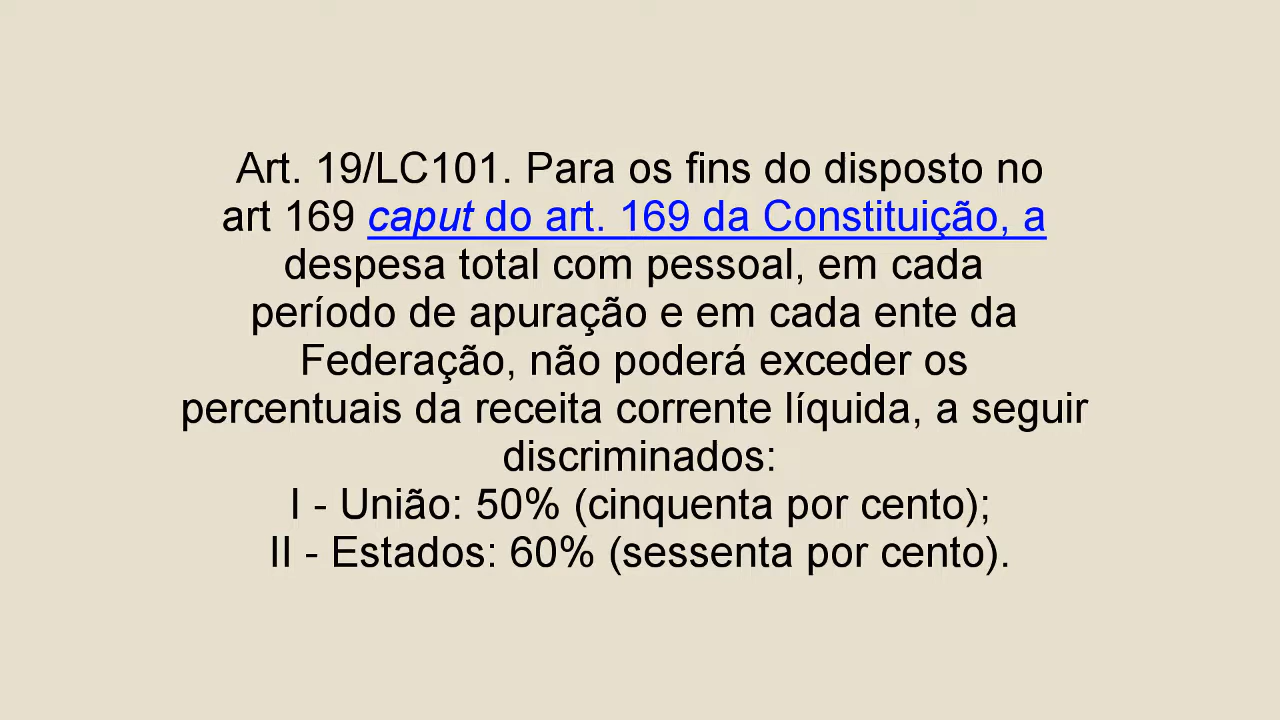 Art. 19/LC101. Para os fins do disposto no
art 169 caput do art. 169 da Constituição, a
despesa total com pessoal, em cada
período de apuração e em cada ente da
Federação, não poderá exceder os
percentuais da receita corrente líquida, a seguir
discriminados:
I - União: 50% (cinquenta por cento);
II - Estados: 60% (sessenta por cento).